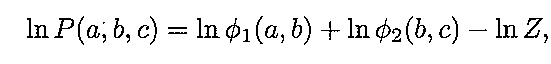 ln P(a, b, c) = ln ϕ₁(a, b) + ln ϕ₂(b, c) − ln Z,